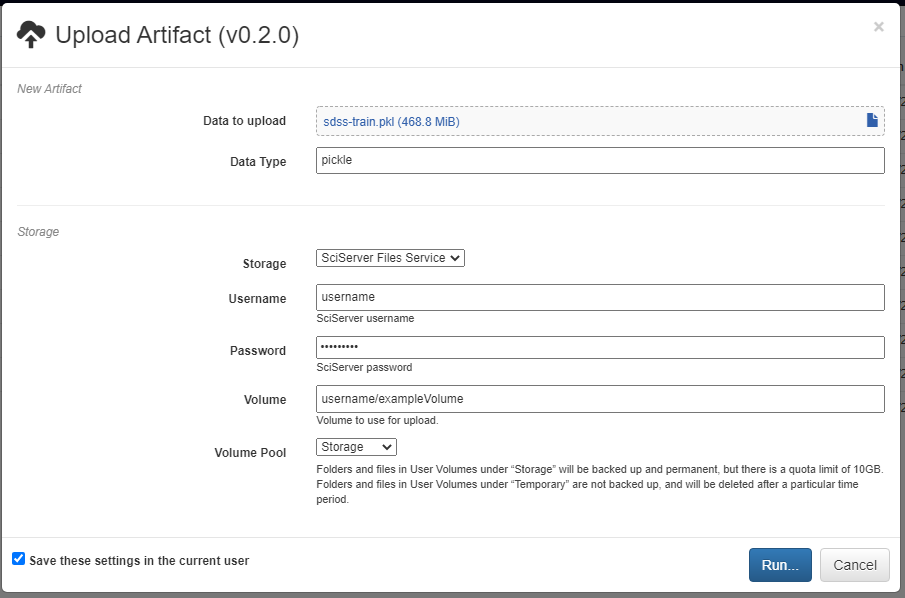 Upload Artifact (v0.2.0)
×
New Artifact
Data to upload
sdss-train.pkl (468.8 MiB)
Data Type
pickle
Storage
Storage
SciServer Files Service
Username
username
SciServer username
Password
•••••••••
SciServer password
Volume
username/exampleVolume
Volume to use for upload.
Volume Pool
Storage
Folders and files in User Volumes under “Storage” will be backed up and permanent, but there is a quota limit of 10GB.
Folders and files in User Volumes under “Temporary” are not backed up, and will be deleted after a particular time
period.
Save these settings in the current user
Run...
Cancel